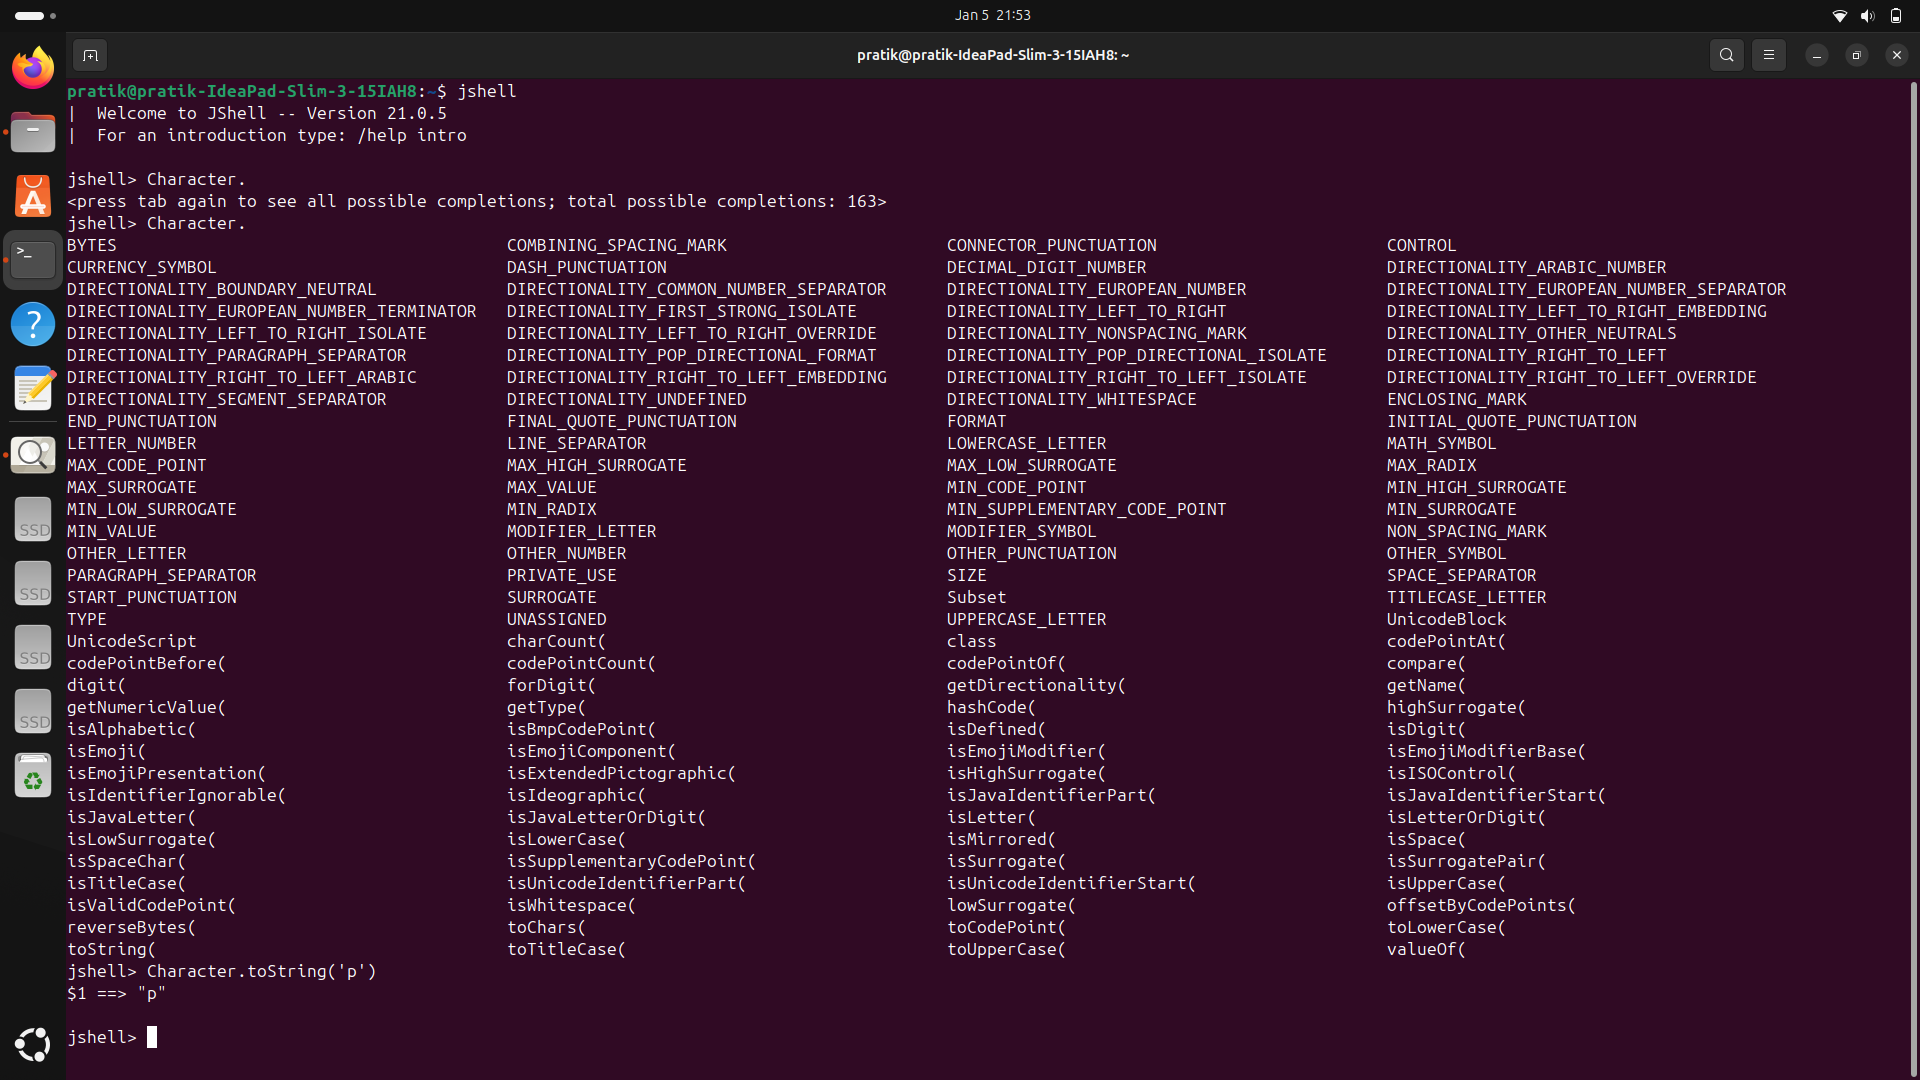 Jan 5 21:53
pratik@pratik-IdeaPad-Slim-3-15IAH8: ~
pratik@pratik-IdeaPad-Slim-3-15IAH8:~$ jshell
| Welcome to JShell -- Version 21.0.5
| For an introduction type: /help intro
jshell> Character.
<press tab again to see all possible completions; total possible completions: 163>
jshell> Character.
BYTES COMBINING_SPACING_MARK CONNECTOR_PUNCTUATION CONTROL
CURRENCY_SYMBOL DASH_PUNCTUATION DECIMAL_DIGIT_NUMBER DIRECTIONALITY_ARABIC_NUMBER
DIRECTIONALITY_BOUNDARY_NEUTRAL DIRECTIONALITY_COMMON_NUMBER_SEPARATOR DIRECTIONALITY_EUROPEAN_NUMBER DIRECTIONALITY_EUROPEAN_NUMBER_SEPARATOR
DIRECTIONALITY_EUROPEAN_NUMBER_TERMINATOR DIRECTIONALITY_FIRST_STRONG_ISOLATE DIRECTIONALITY_LEFT_TO_RIGHT DIRECTIONALITY_LEFT_TO_RIGHT_EMBEDDING
DIRECTIONALITY_LEFT_TO_RIGHT_ISOLATE DIRECTIONALITY_LEFT_TO_RIGHT_OVERRIDE DIRECTIONALITY_NONSPACING_MARK DIRECTIONALITY_OTHER_NEUTRALS
DIRECTIONALITY_PARAGRAPH_SEPARATOR DIRECTIONALITY_POP_DIRECTIONAL_FORMAT DIRECTIONALITY_POP_DIRECTIONAL_ISOLATE DIRECTIONALITY_RIGHT_TO_LEFT
DIRECTIONALITY_RIGHT_TO_LEFT_ARABIC DIRECTIONALITY_RIGHT_TO_LEFT_EMBEDDING DIRECTIONALITY_RIGHT_TO_LEFT_ISOLATE DIRECTIONALITY_RIGHT_TO_LEFT_OVERRIDE
DIRECTIONALITY_SEGMENT_SEPARATOR DIRECTIONALITY_UNDEFINED DIRECTIONALITY_WHITESPACE ENCLOSING_MARK
END_PUNCTUATION FINAL_QUOTE_PUNCTUATION FORMAT INITIAL_QUOTE_PUNCTUATION
LETTER_NUMBER LINE_SEPARATOR LOWERCASE_LETTER MATH_SYMBOL
MAX_CODE_POINT MAX_HIGH_SURROGATE MAX_LOW_SURROGATE MAX_RADIX
MAX_SURROGATE MAX_VALUE MIN_CODE_POINT MIN_HIGH_SURROGATE
MIN_LOW_SURROGATE MIN_RADIX MIN_SUPPLEMENTARY_CODE_POINT MIN_SURROGATE
MIN_VALUE MODIFIER_LETTER MODIFIER_SYMBOL NON_SPACING_MARK
OTHER_LETTER OTHER_NUMBER OTHER_PUNCTUATION OTHER_SYMBOL
PARAGRAPH_SEPARATOR PRIVATE_USE SIZE SPACE_SEPARATOR
START_PUNCTUATION SURROGATE Subset TITLECASE_LETTER
TYPE UNASSIGNED UPPERCASE_LETTER UnicodeBlock
UnicodeScript charCount( class codePointAt(
codePointBefore( codePointCount( codePointOf( compare(
digit( forDigit( getDirectionality( getName(
getNumericValue( getType( hashCode( highSurrogate(
isAlphabetic( isBmpCodePoint( isDefined( isDigit(
isEmoji( isEmojiComponent( isEmojiModifier( isEmojiModifierBase(
isEmojiPresentation( isExtendedPictographic( isHighSurrogate( isISOControl(
isIdentifierIgnorable( isIdeographic( isJavaIdentifierPart( isJavaIdentifierStart(
isJavaLetter( isJavaLetterOrDigit( isLetter( isLetterOrDigit(
isLowSurrogate( isLowerCase( isMirrored( isSpace(
isSpaceChar( isSupplementaryCodePoint( isSurrogate( isSurrogatePair(
isTitleCase( isUnicodeIdentifierPart( isUnicodeIdentifierStart( isUpperCase(
isValidCodePoint( isWhitespace( lowSurrogate( offsetByCodePoints(
reverseBytes( toChars( toCodePoint( toLowerCase(
toString( toTitleCase( toUpperCase( valueOf(
jshell> Character.toString('p')
$1 ==> "p"
jshell>
SSD
SSD
SSD
SSD